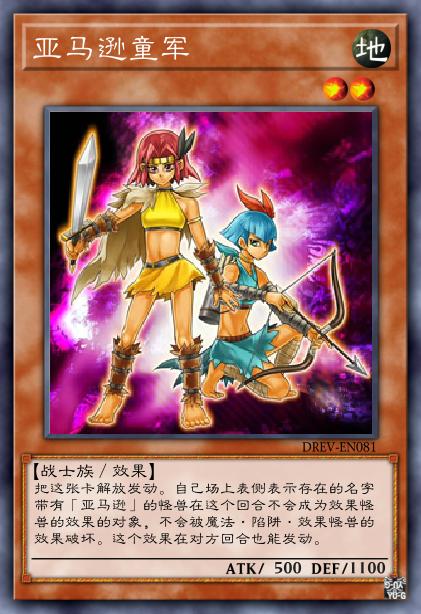 亚马逊童军
地
DREV-EN081
【战士族／效果】
把这张卡解放发动。自己场上表侧表示存在的名字
带有「亚马逊」的怪兽在这个回合不会成为效果怪
兽的效果的对象，不会被魔法·陷阱·效果怪兽的
效果破坏。这个效果在对方回合也能发动。
ATK/ 500 DEF/1100